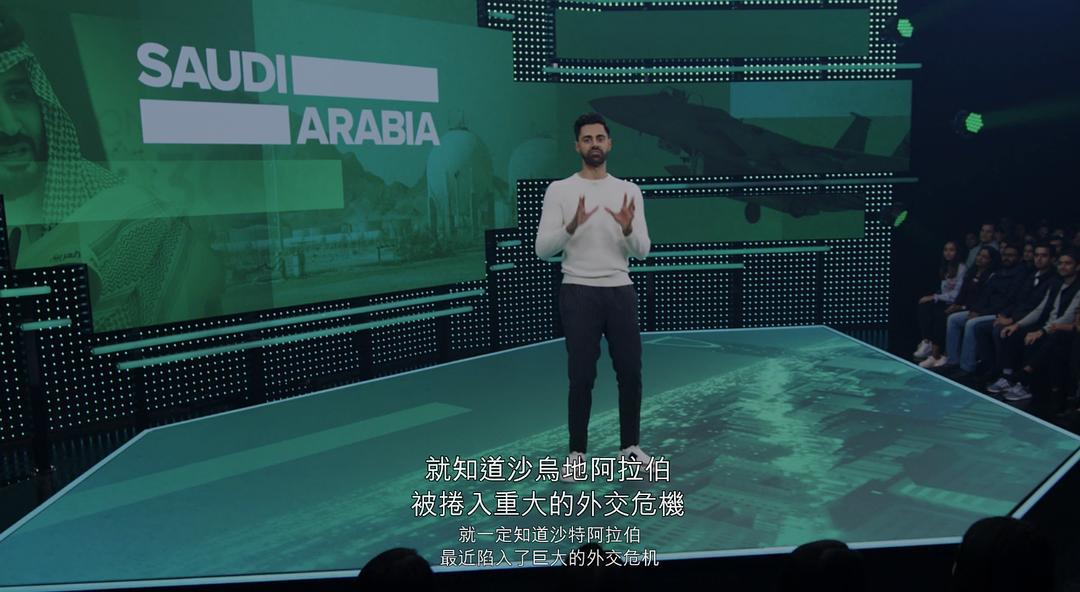 SAUDI
ARABIA
就知道沙烏地阿拉伯
被捲入重大的外交危機
就一定知道沙特阿拉伯
最近陷入了巨大的外交危机